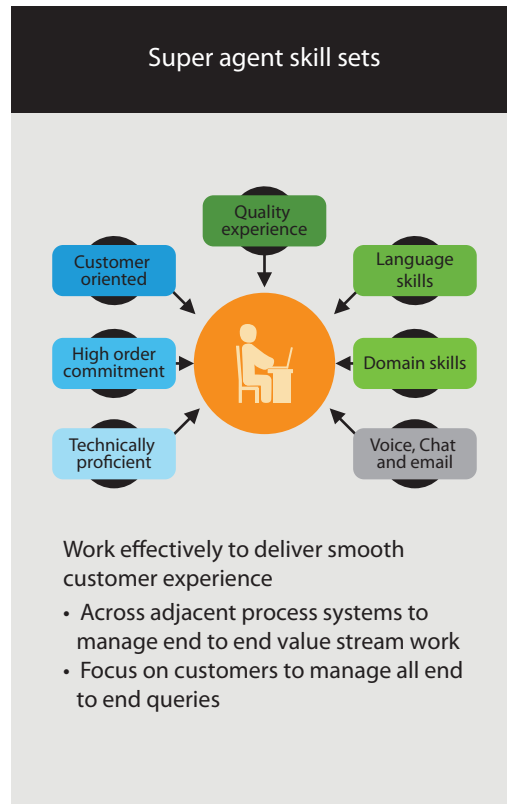 Super agent skill sets
Quality
experience
Customer
oriented
Language
skills
High order
commitment
Domain skills
Technically
proficient
Voice, Chat
and email
Work effectively to deliver smooth
customer experience
• Across adjacent process systems to
manage end to end value stream work
• Focus on customers to manage all end
to end queries